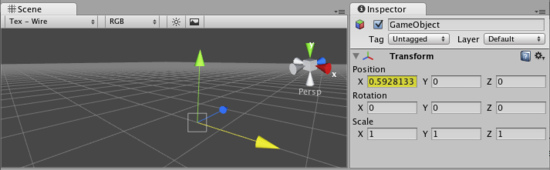 Scene
Tex - Wire
RGB
y
x
Persp
Inspector
GameObject
Tag Untagged Layer Default
Transform
Position
X 0.5928133 Y 0 Z 0
Rotation
X 0 Y 0 Z 0
Scale
X 1 Y 1 Z 1